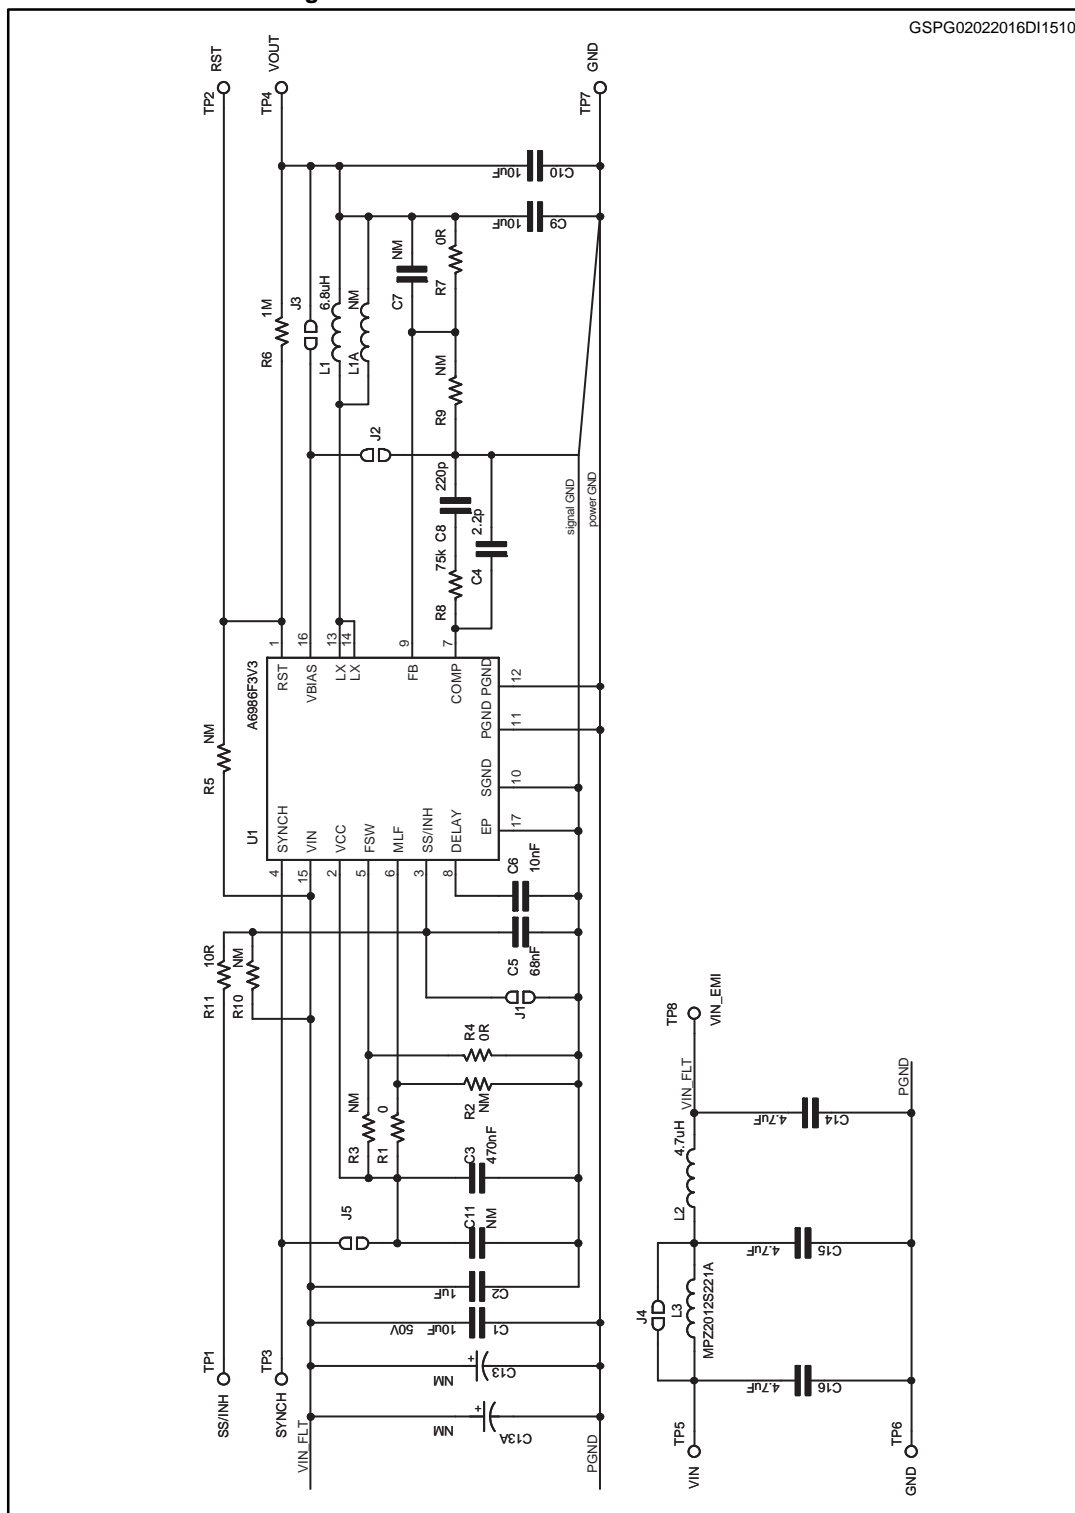 GSPG02022016DI1510
RST
TP2
VOUT
TP4
GND
TP7
10uF
C10
10uF
C9
1M
R6
J3
6.8uH
L1
NM
L1A
NM
C7
0R
R7
NM
R9
J2
220p
C8
75k
R8
2.2p
C4
signal GND
power GND
A6986F3V3
U1
1
RST
16
VBIAS
13
LX
14
LX
9
FB
7
COMP
PGND
12
PGND
11
SGND
10
EP
17
SYNCH
4
VIN
15
VCC
2
FSW
5
MLF
6
SS/INH
3
DELAY
8
NM
R5
C6
10nF
C5
68nF
10R
R11
NM
R10
J1
R4
0R
R2
NM
NM
R3
0
R1
C3
470nF
C11
NM
J5
1uF
C2
50V
10uF
C1
NM
C13
NM
C13A
TP1
SS/INH
TP3
SYNCH
VIN_FLT
PGND
TP8
VIN_EMI
VIN_FLT
PGND
4.7uF
C14
4.7uH
L2
4.7uF
C15
J4
L3
MPZ2012S221A
4.7uF
C16
TP5
VIN
TP6
GND